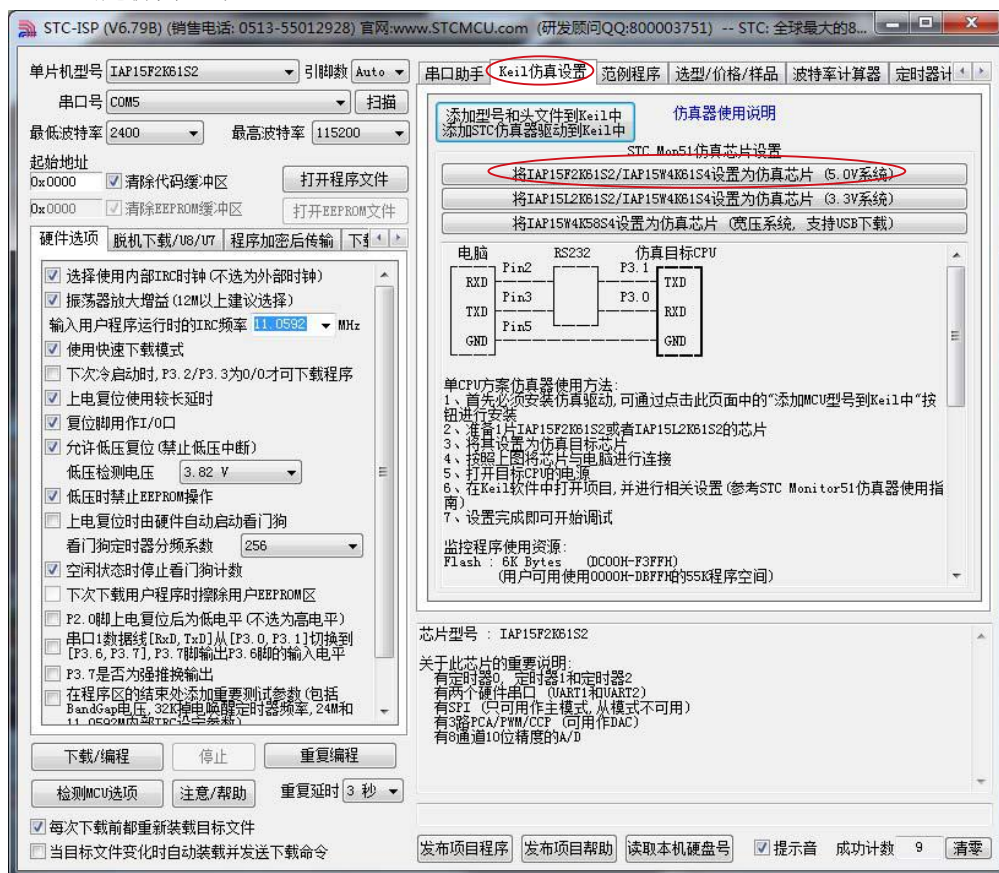 STC-ISP (V6.79B) (销售电话: 0513-55012928) 官网:www.STCMCU.com (研发顾问QQ:800003751) -- STC: 全球最大的8...
单片机型号 IAP15F2K61S2 引脚数 Auto
串口号 COM5 扫描
最低波特率 2400 最高波特率 115200
起始地址
0x0000 清除代码缓冲区 打开程序文件
0x0000 清除EEPROM缓冲区 打开EEPROM文件
硬件选项 脱机下载/U8/U7 程序加密后传输
选择使用内部IRC时钟(不选为外部时钟)
振荡器放大增益(12M以上建议选择)
输入用户程序运行时的IRC频率 11.0592 MHz
使用快速下载模式
下次冷启动时,P3.2/P3.3为0/0才可下载程序
上电复位使用较长延时
复位脚用作I/O口
允许低压复位(禁止低压中断)
低压检测电压 3.82 V
低压时禁止EEPROM操作
上电复位时由硬件自动启动看门狗
看门狗定时器分频系数 256
空闲状态时停止看门狗计数
下次下载用户程序时擦除用户EEPROM区
P2.0脚上电复位后为低电平(不选为高电平)
串口1数据线[RxD,TxD]从[P3.0,P3.1]切换到
[P3.6,P3.7],P3.7脚输出P3.6脚的输入电平
P3.7是否为强推挽输出
在程序区的结束处添加重要测试参数(包括
BandGap电压,32K掉电唤醒定时器频率,24M和
11.0592M内部IRC设定参数)
下载/编程 停止 重复编程
检测MCU选项 注意/帮助 重复延时 3 秒
每次下载前都重新装载目标文件
当目标文件变化时自动装载并发送下载命令
串口助手 Keil仿真设置 范例程序 选型/价格/样品 波特率计算器 定时器计
添加型号和头文件到Keil中
添加STC仿真器驱动到Keil中
仿真器使用说明
STC Mon51仿真芯片设置
将IAP15F2K61S2/IAP15W4K61S4设置为仿真芯片 (5.0V系统)
将IAP15L2K61S2/IAP15W4K61S4设置为仿真芯片 (3.3V系统)
将IAP15W4K58S4设置为仿真芯片 (宽压系统, 支持USB下载)
电脑 RS232 仿真目标CPU
Pin2 P3.1
RXD TXD
Pin3 P3.0
TXD RXD
Pin5
GND GND
单CPU方案仿真器使用方法:
1、首先必须安装仿真驱动,可通过点击此页面中的“添加MCU型号到Keil中”按
钮进行安装
2、准备1片IAP15F2K61S2或者IAP15L2K61S2的芯片
3、将其设置为仿真目标芯片
4、按照上图将芯片与电脑进行连接
5、打开目标CPU的电源
6、在Keil软件中打开项目,并进行相关设置(参考STC Monitor51仿真器使用指
南)
7、设置完成即可开始调试
监控程序使用资源:
Flash : 6K Bytes (DC00H-F3FFH)
(用户可用使用0000H-DBFFH的55K程序空间)
芯片型号 : IAP15F2K61S2
关于此芯片的重要说明:
有定时器0, 定时器1和定时器2
有两个硬件串口 (UART1和UART2)
有SPI (只可用作主模式,从模式不可用)
有3路PCA/PWM/CCP (可用作DAC)
有8通道10位精度的A/D
发布项目程序 发布项目帮助 读取本机硬盘号 提示音 成功计数 9 清零